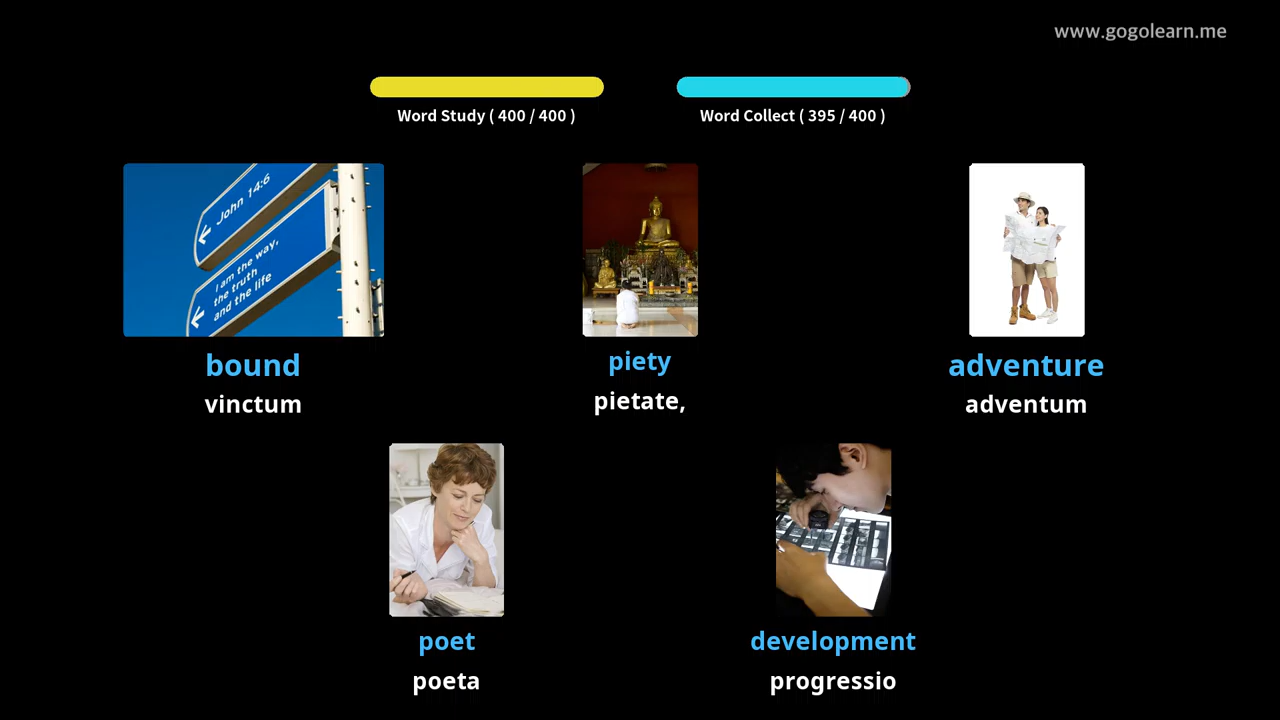 www.gogolearn.me
Word Study ( 400 / 400 )
Word Collect ( 395 / 400 )
John 14:6
I am the way,
the truth
and the life
bound
vinctum
piety
pietate,
adventure
adventum
poet
poeta
development
progressio